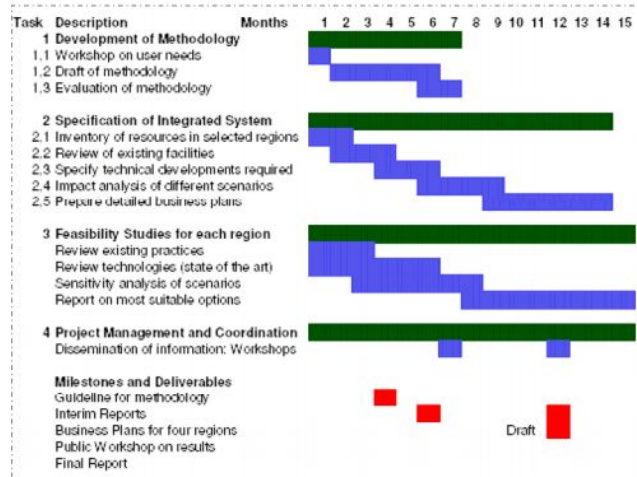 Task Description Months 1 2 3 4 5 6 7 8 9 10 11 12 13 14 15
1 Development of Methodology
1.1 Workshop on user needs
1.2 Draft of methodology
1.3 Evaluation of methodology
2 Specification of Integrated System
2.1 Inventory of resources in selected regions
2.2 Review of existing facilities
2.3 Specify technical developments required
2.4 Impact analysis of different scenarios
2.5 Prepare detailed business plans
3 Feasibility Studies for each region
Review existing practices
Review technologies (state of the art)
Sensitivity analysis of scenarios
Report on most suitable options
4 Project Management and Coordination
Dissemination of information: Workshops
Milestones and Deliverables
Guideline for methodology
Interim Reports
Business Plans for four regions Draft
Public Workshop on results
Final Report